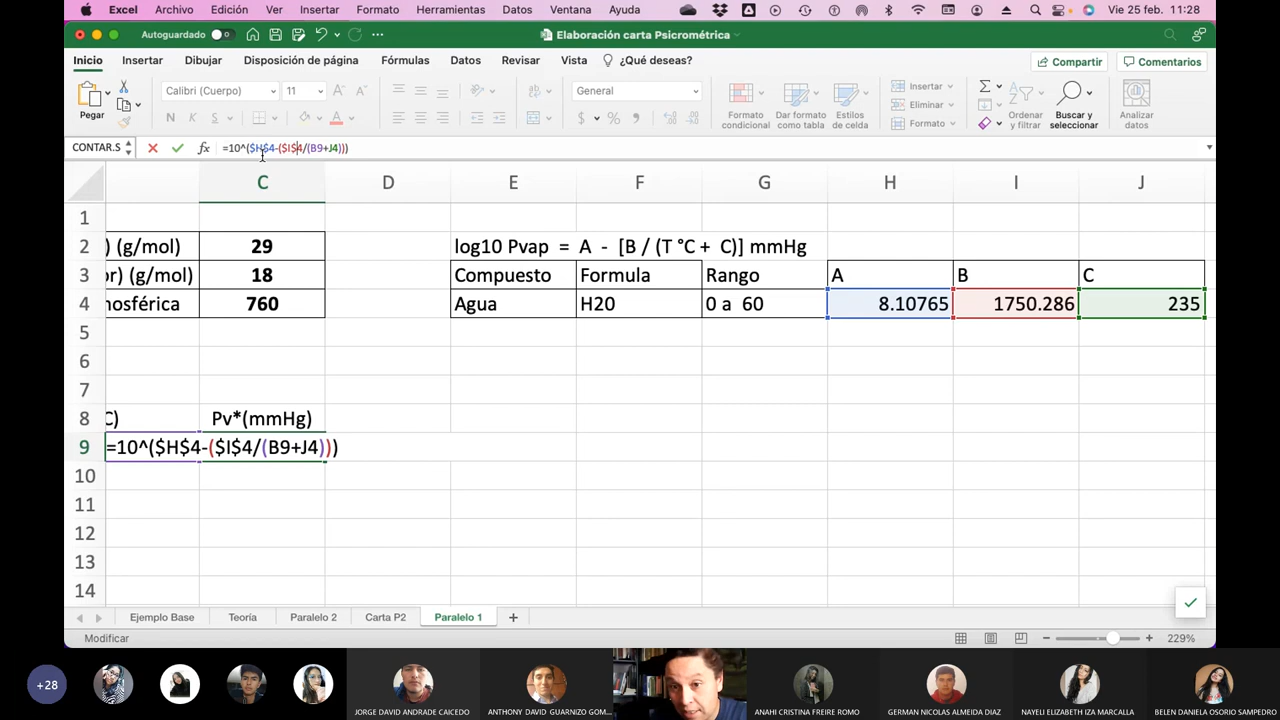 Excel Archivo Edición Ver Insertar Formato Herramientas Datos Ventana Ayuda Vie 25 feb. 11:28
Autoguardado Elaboración carta Psicrométrica
Inicio Insertar Dibujar Disposición de página Fórmulas Datos Revisar Vista ¿Qué deseas? Compartir Comentarios
Pegar
Calibri (Cuerpo) 11
N K S
General
$ %
Formato condicional
Dar formato como tabla
Estilos de celda
Insertar
Eliminar
Formato
Ordenar y filtrar
Buscar y seleccionar
Analizar datos
CONTAR.S fx =10^($H$4-($I$4/(B9+J4)))
C D E F G H I J
1
2 ) (g/mol) 29 log10 Pvap = A - [B / (T °C + C)] mmHg
3 or) (g/mol) 18 Compuesto Formula Rango A B C
4 mosférica 760 Agua H20 0 a 60 8.10765 1750.286 235
5
6
7
8 C) Pv*(mmHg)
9 =10^($H$4-($I$4/(B9+J4)))
10
11
12
13
14
Ejemplo Base Teoría Paralelo 2 Carta P2 Paralelo 1 +
Modificar 229%
+28
JORGE DAVID ANDRADE CAICEDO
ANTHONY DAVID GUARNIZO GOM...
ANAHI CRISTINA FREIRE ROMO
GERMAN NICOLAS ALMEIDA DIAZ
NAYELI ELIZABETH IZA MARCALLA
BELEN DANIELA OSORIO SAMPEDRO